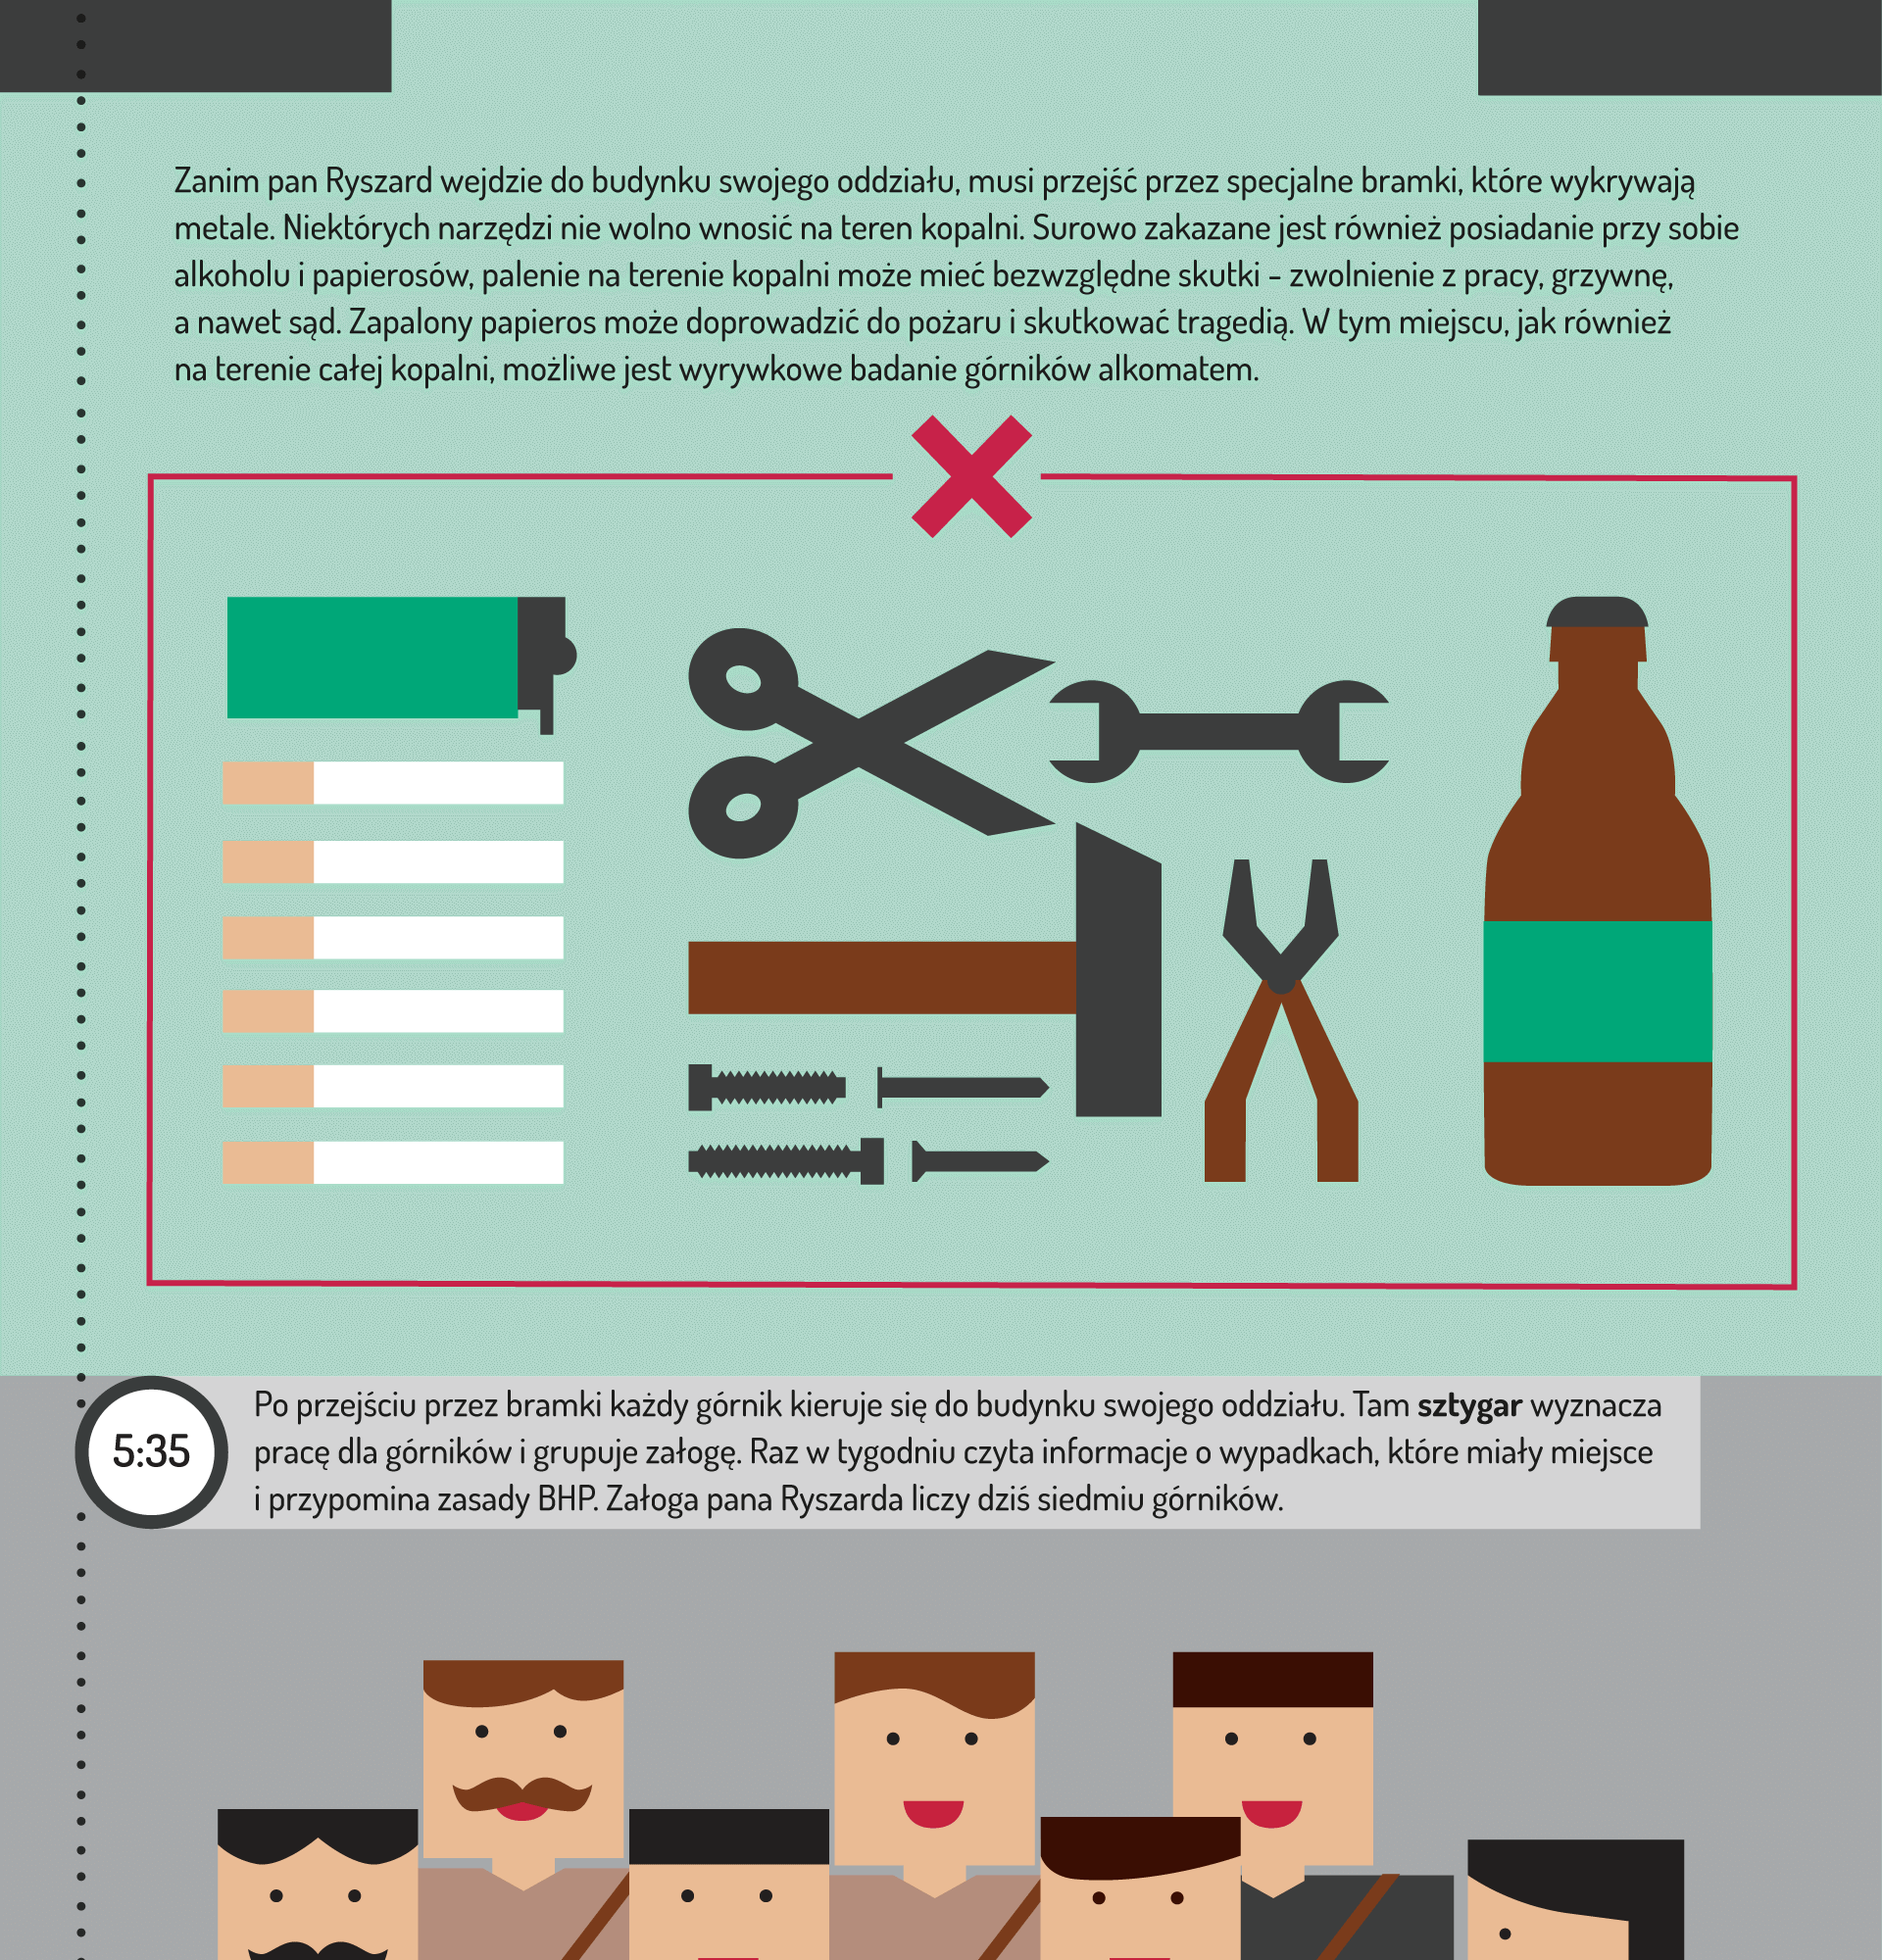 Zanim pan Ryszard wejdzie do budynku swojego oddziału, musi przejść przez specjalne bramki, które wykrywają
metale. Niektórych narzędzi nie wolno wnosić na teren kopalni. Surowo zakazane jest również posiadanie przy sobie
alkoholu i papierosów, palenie na terenie kopalni może mieć bezwzględne skutki – zwolnienie z pracy, grzywnę,
a nawet sąd. Zapalony papieros może doprowadzić do pożaru i skutkować tragedią. W tym miejscu, jak również
na terenie całej kopalni, możliwe jest wyrywkowe badanie górników alkomatem.
5:35
Po przejściu przez bramki każdy górnik kieruje się do budynku swojego oddziału. Tam sztygar wyznacza
pracę dla górników i grupuje załogę. Raz w tygodniu czyta informacje o wypadkach, które miały miejsce
i przypomina zasady BHP. Załoga pana Ryszarda liczy dziś siedmiu górników.